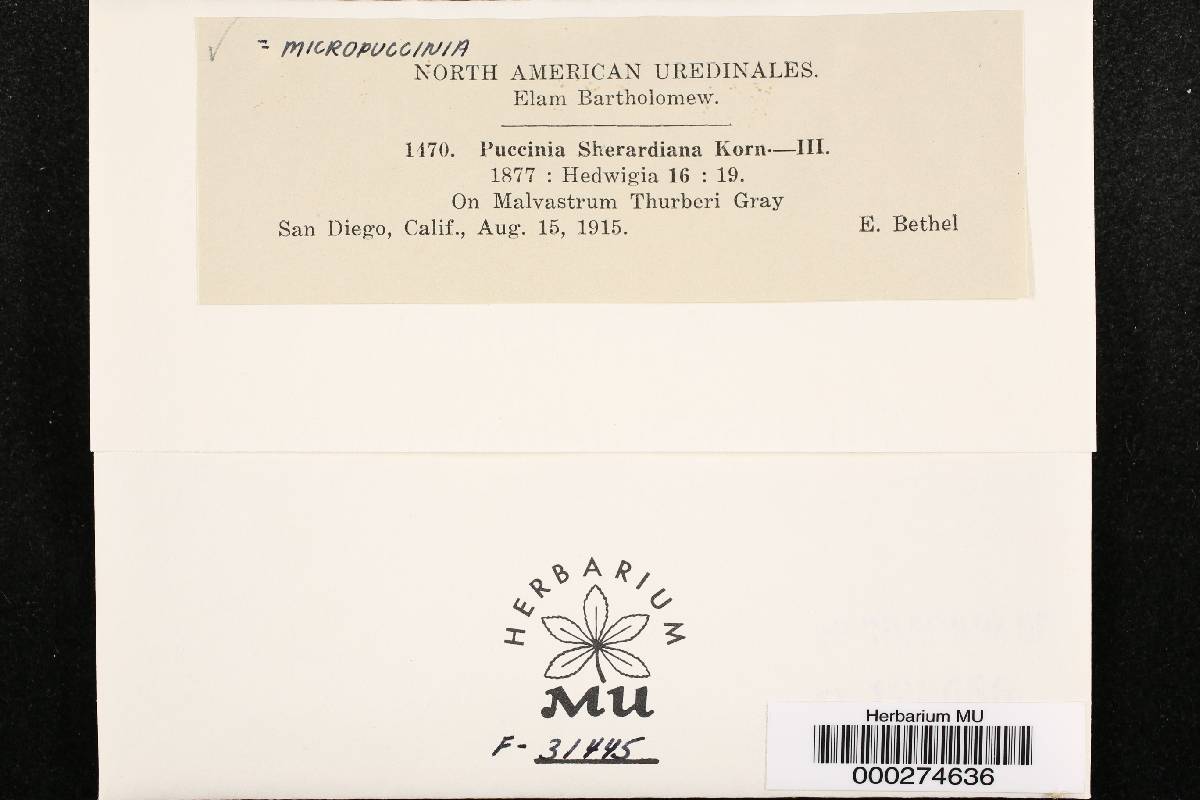 = MICROPUCCINIA
NORTH AMERICAN UREDINALES.
Elam Bartholomew.
1470. Puccinia Sherardiana Korn.—III.
1877 : Hedwigia 16 : 19.
On Malvastrum Thurberi Gray
San Diego, Calif., Aug. 15, 1915. E. Bethel
HERBARIUM
MU
F- 31445
Herbarium MU
000274636